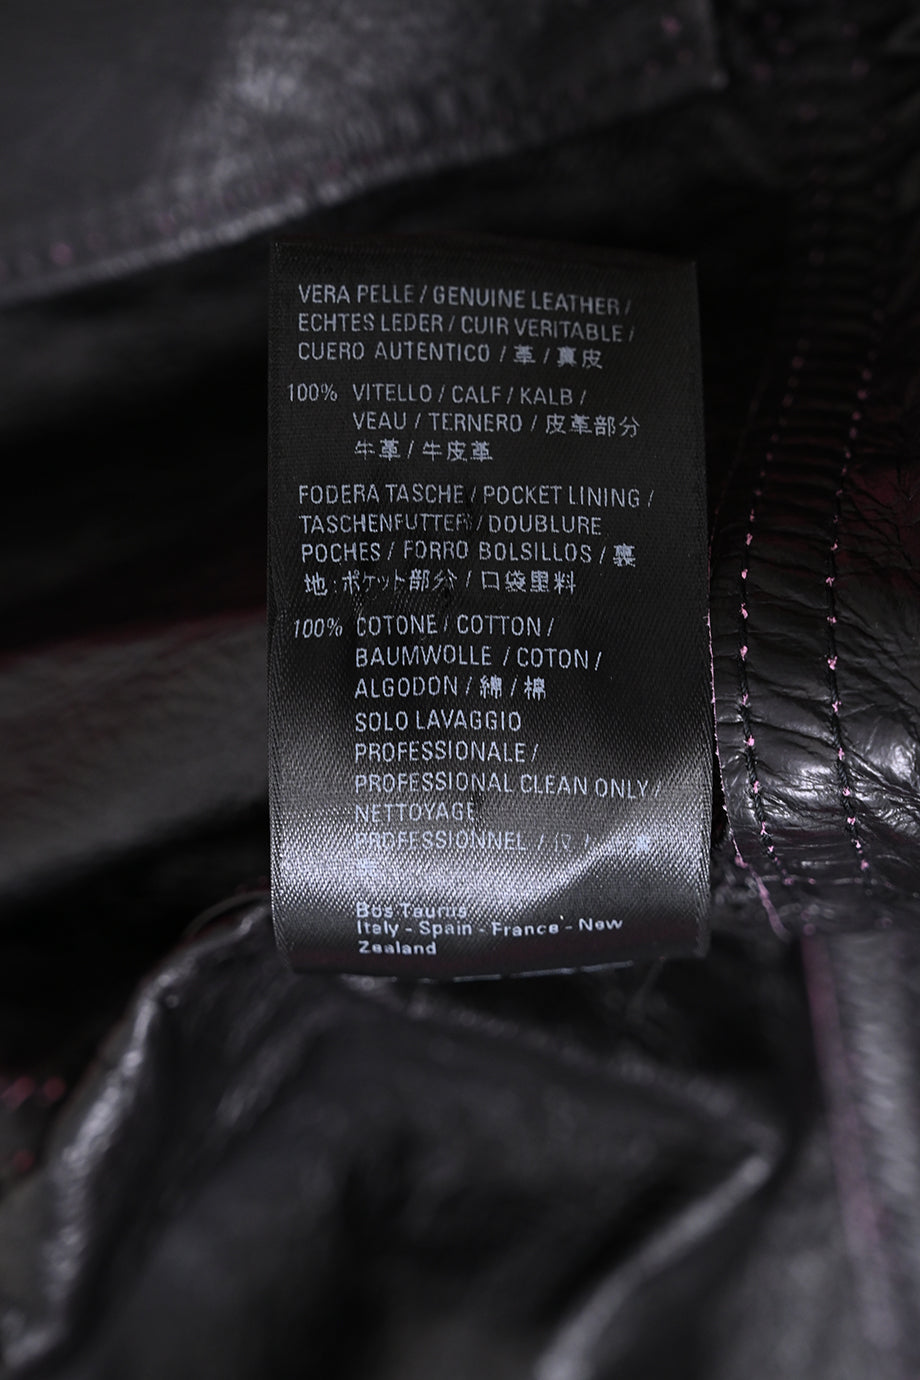 VERA PELLE / GENUINE LEATHER /
ECHTES LEDER / CUIR VERITABLE /
CUERO AUTENTICO / 革 / 真皮
100% VITELLO / CALF / KALB /
VEAU / TERNERO / 皮革部分
牛革 / 牛皮革
FODERA TASCHE / POCKET LINING /
TASCHENFUTTER / DOUBLURE
POCHES / FORRO BOLSILLOS / 裏
地:ポケット部分 / 口袋里料
100% COTONE / COTTON /
BAUMWOLLE / COTON /
ALGODON / 綿 / 棉
SOLO LAVAGGIO
PROFESSIONALE /
PROFESSIONAL CLEAN ONLY /
NETTOYAGE
PROFESSIONNEL /
Bos Taurus
Italy - Spain - France - New
Zealand